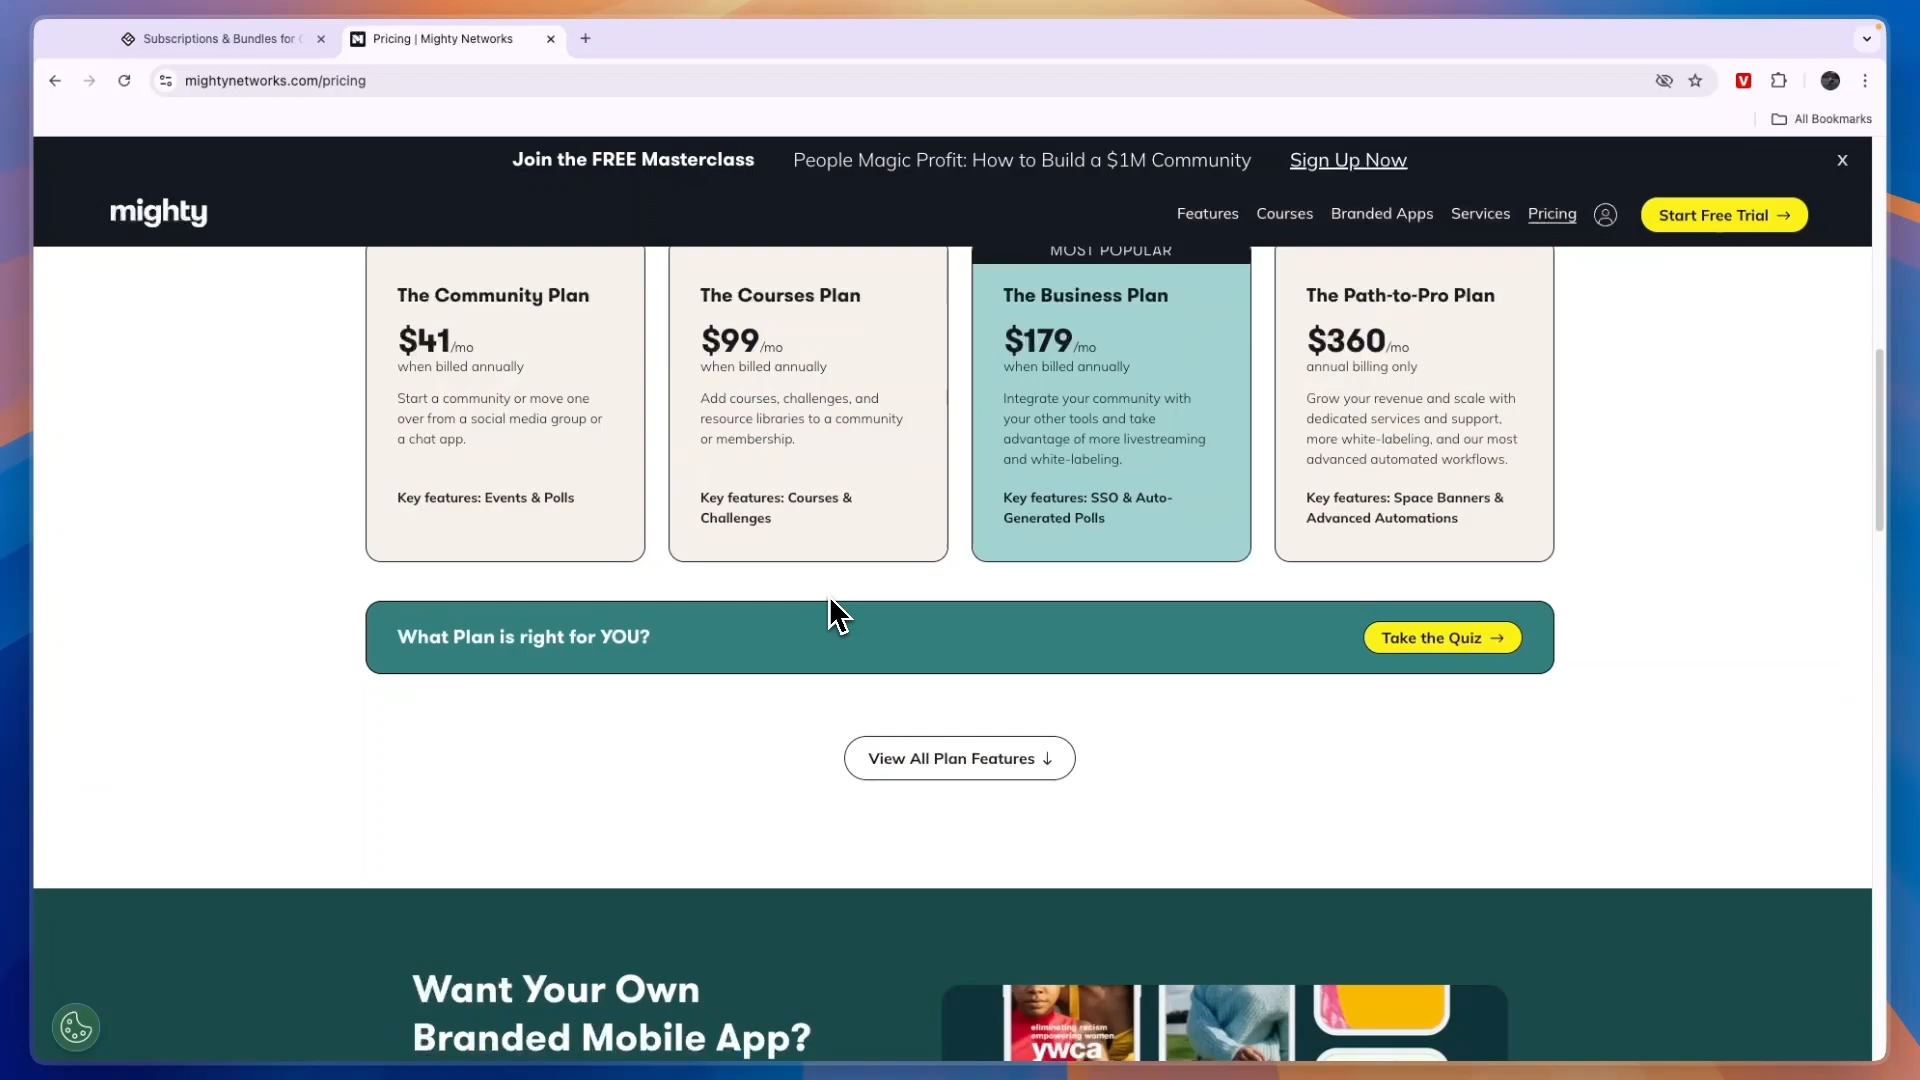 Subscriptions & Bundles for
Pricing | Mighty Networks
mightynetworks.com/pricing
All Bookmarks
Join the FREE Masterclass People Magic Profit: How to Build a $1M Community Sign Up Now X
mighty
Features Courses Branded Apps Services Pricing Start Free Trial →
MOST POPULAR
The Community Plan
$41/mo
when billed annually
Start a community or move one
over from a social media group or
a chat app.
Key features: Events & Polls
The Courses Plan
$99/mo
when billed annually
Add courses, challenges, and
resource libraries to a community
or membership.
Key features: Courses &
Challenges
The Business Plan
$179/mo
when billed annually
Integrate your community with
your other tools and take
advantage of more livestreaming
and white-labeling.
Key features: SSO & Auto-
Generated Polls
The Path-to-Pro Plan
$360/mo
annual billing only
Grow your revenue and scale with
dedicated services and support,
more white-labeling, and our most
advanced automated workflows.
Key features: Space Banners &
Advanced Automations
What Plan is right for YOU?
Take the Quiz →
View All Plan Features ↓
Want Your Own
Branded Mobile App?
eliminating racism
empowering women
ywca